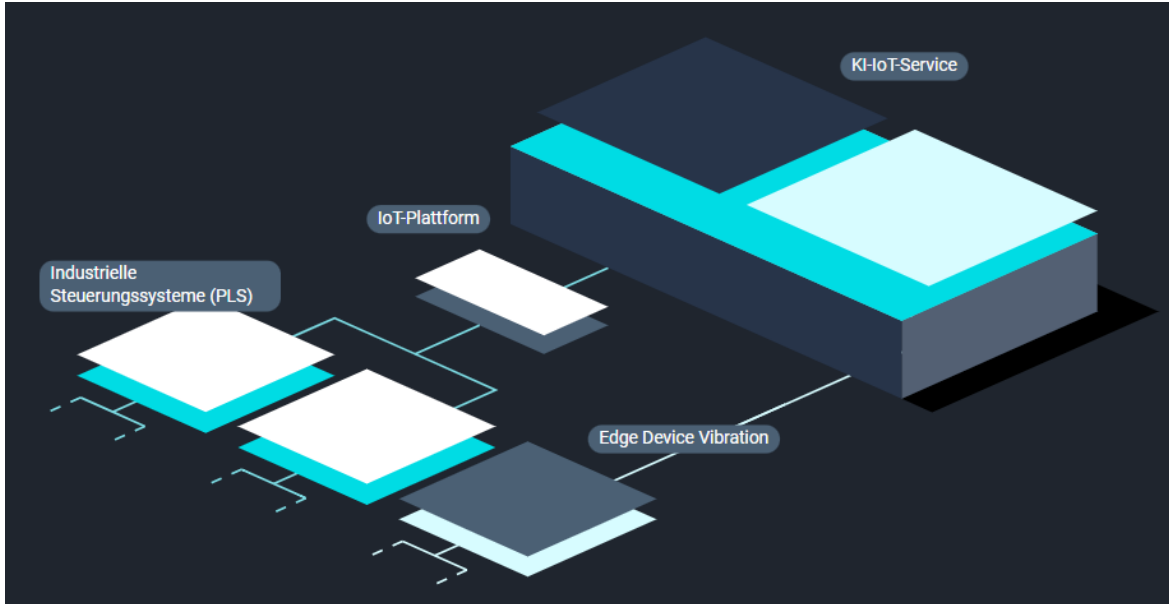 KI-IoT-Service
IoT-Plattform
Industrielle
Steuerungssysteme (PLS)
Edge Device Vibration